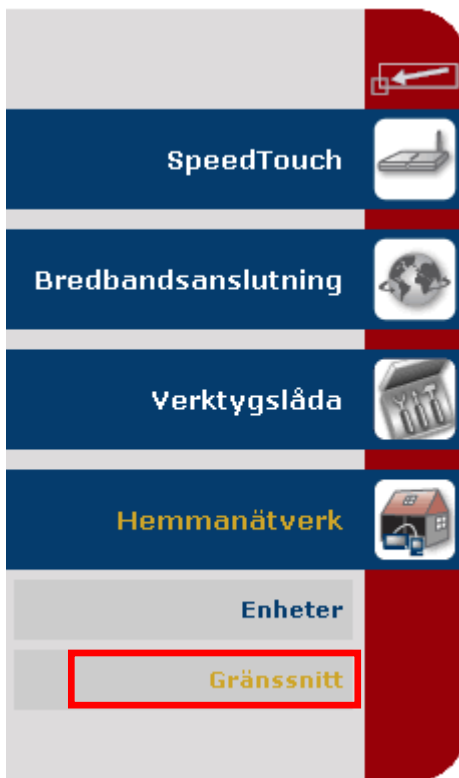 SpeedTouch
Bredbandsanslutning
Verktygslåda
Hemmanätverk
Enheter
Gränssnitt